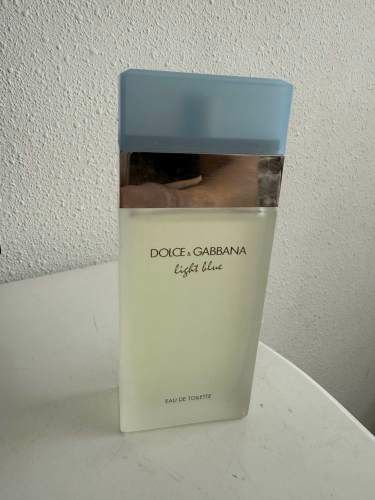 DOLCE & GABBANA
light blue
EAU DE TOILETTE